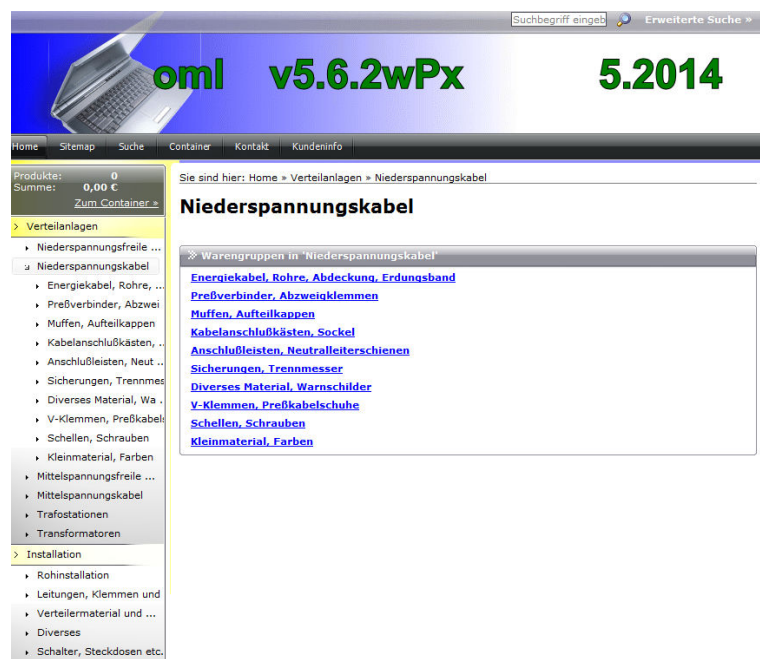 Suchbegriff eingeb Erweiterte Suche »
oml v5.6.2wPx 5.2014
Home Sitemap Suche Container Kontakt Kundeninfo
Produkte: 0
Summe: 0,00 €
Zum Container »
Verteilanlagen
Niederspannungsfreile ...
Niederspannungskabel
Energiekabel, Rohre, ...
Preßverbinder, Abzwei
Muffen, Aufteilkappen
Kabelanschlußkästen, ..
Anschlußleisten, Neut ..
Sicherungen, Trennmes
Diverses Material, Wa .
V-Klemmen, Preßkabels
Schellen, Schrauben
Kleinmaterial, Farben
Mittelspannungsfreile ...
Mittelspannungskabel
Trafostationen
Transformatoren
Installation
Rohinstallation
Leitungen, Klemmen und
Verteilermaterial und ...
Diverses
Schalter, Steckdosen etc.
Sie sind hier: Home » Verteilanlagen » Niederspannungskabel
Niederspannungskabel
» Warengruppen in 'Niederspannungskabel'
Energiekabel, Rohre, Abdeckung, Erdungsband
Preßverbinder, Abzweigklemmen
Muffen, Aufteilkappen
Kabelanschlußkästen, Sockel
Anschlußleisten, Neutralleiterschienen
Sicherungen, Trennmesser
Diverses Material, Warnschilder
V-Klemmen, Preßkabelschuhe
Schellen, Schrauben
Kleinmaterial, Farben